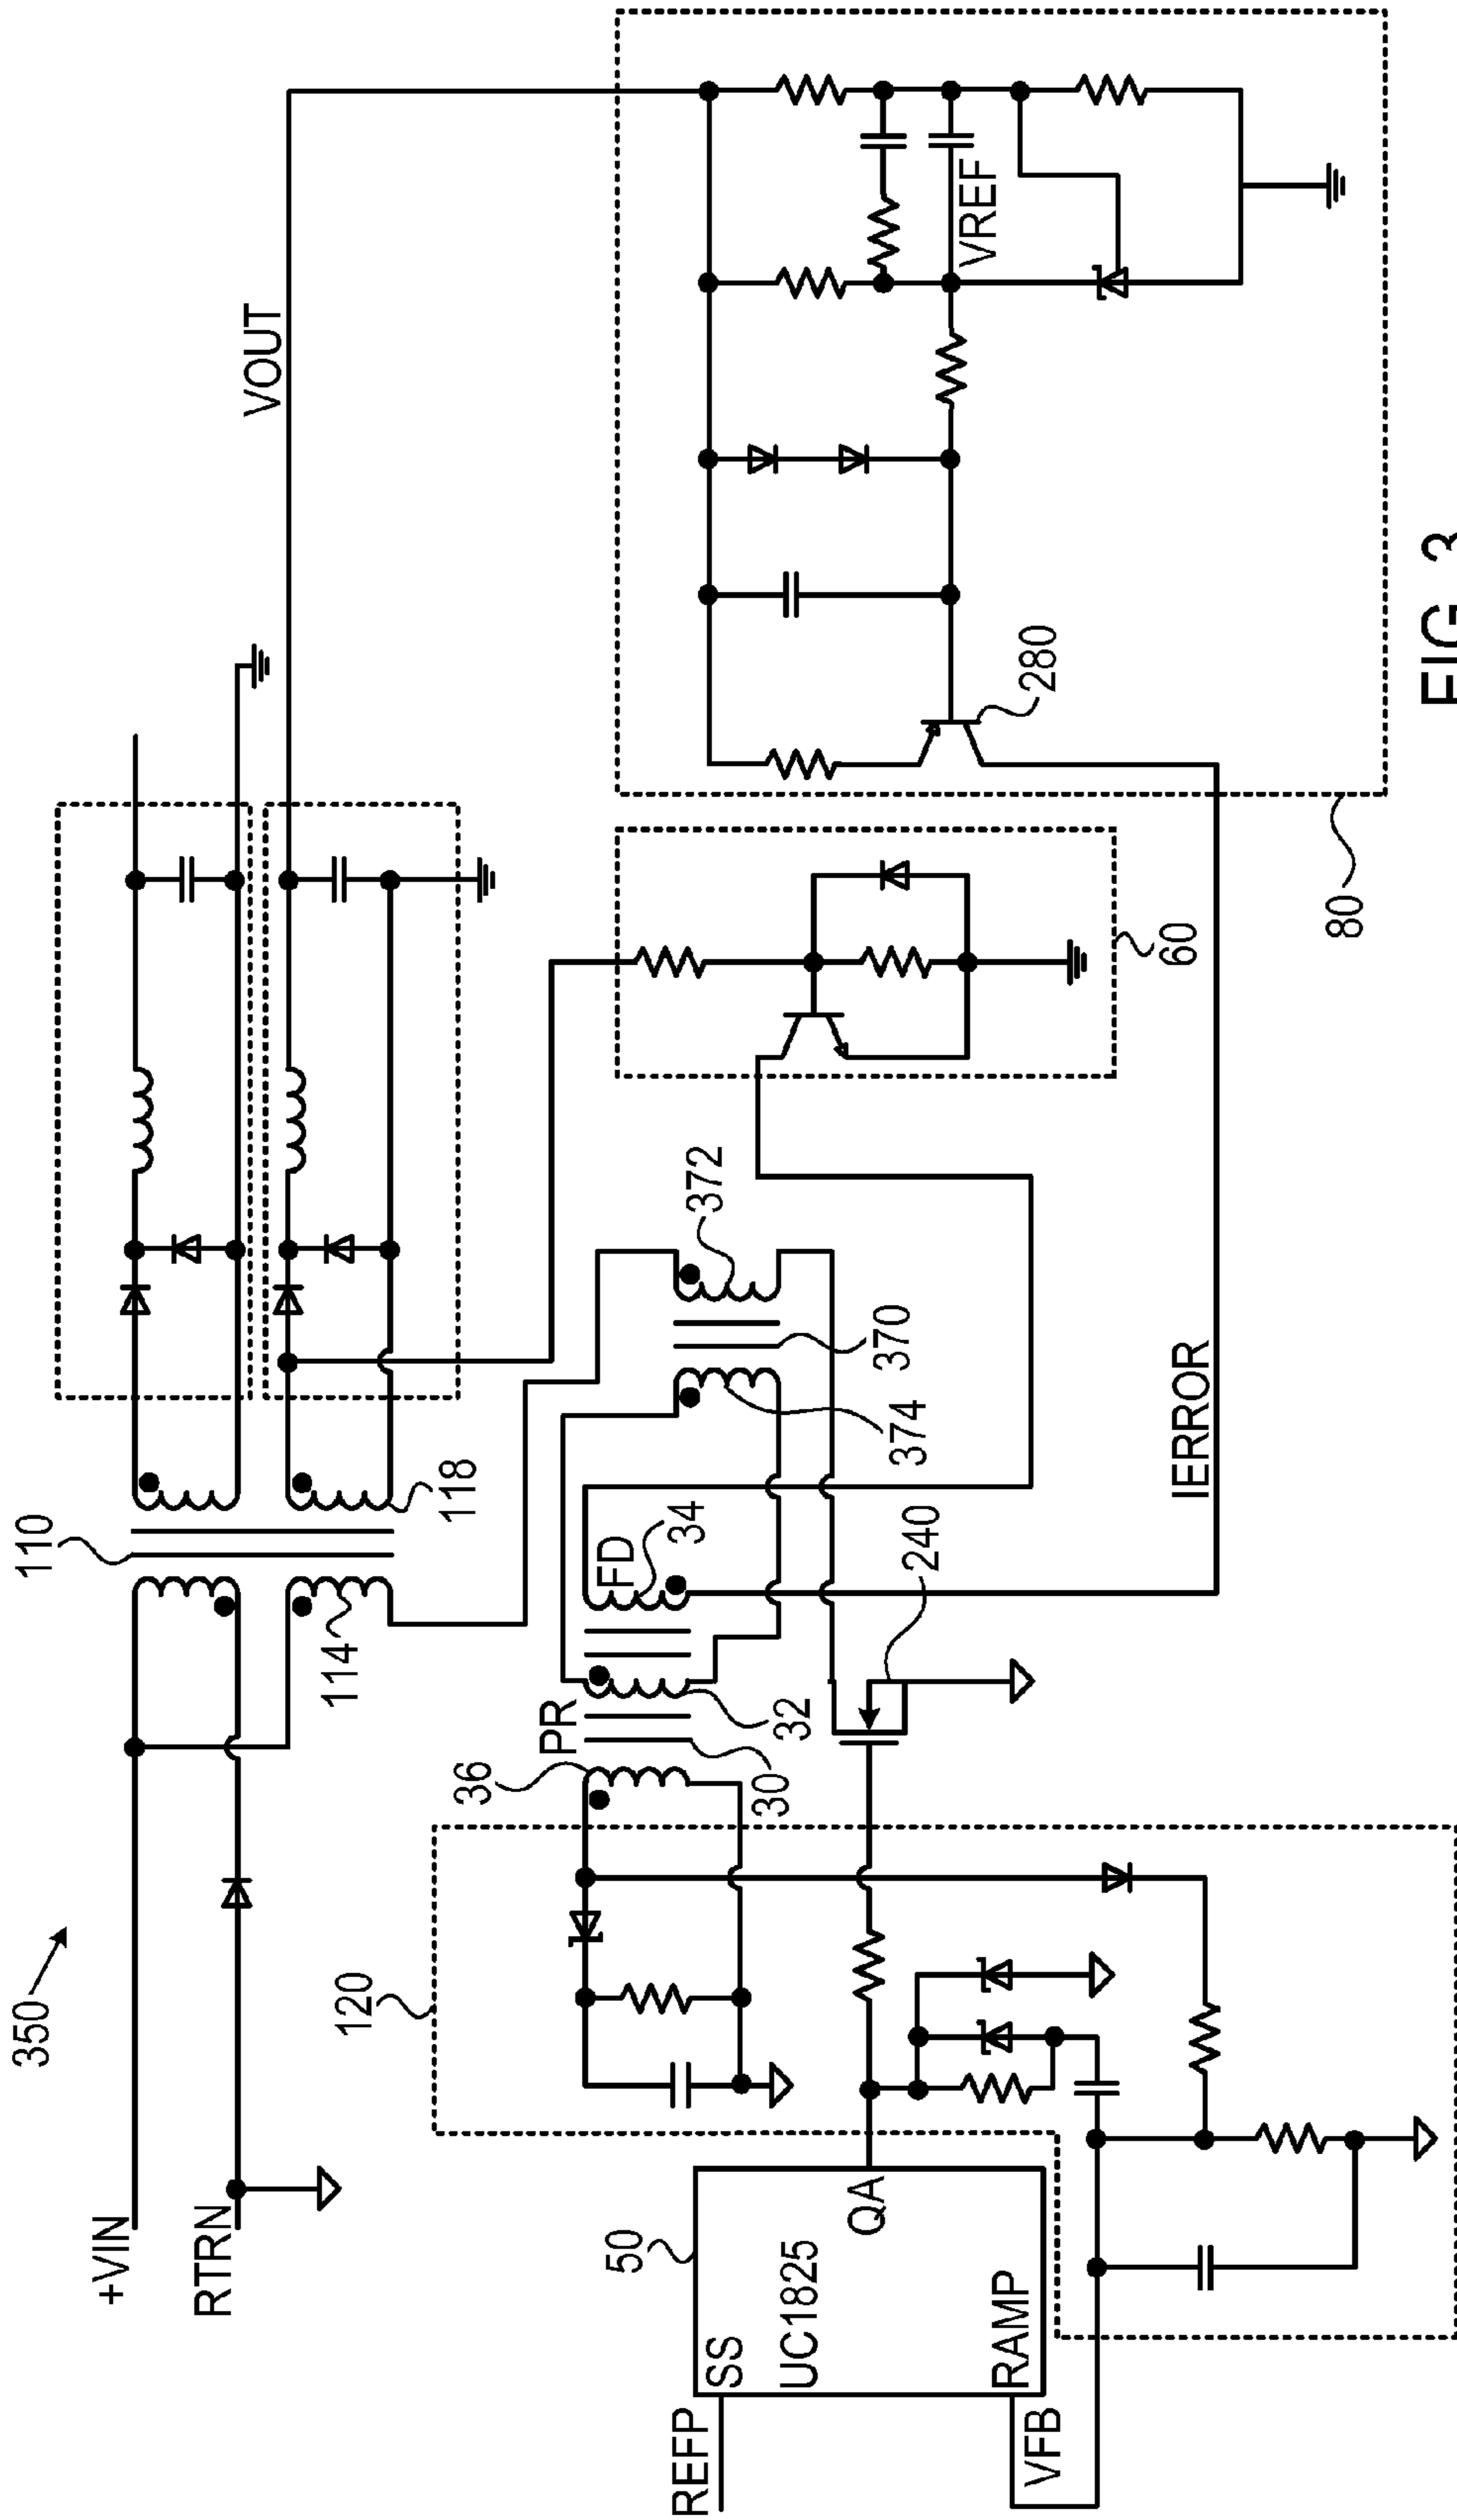 350
+VIN
RTRN
110
114
118
VOUT
120
36
PR
FD
34
32
30
372
370
374
240
60
REFP
50
SS
UC1825
QA
RAMP
VFB
IERROR
280
VREF
80
FIG. 3